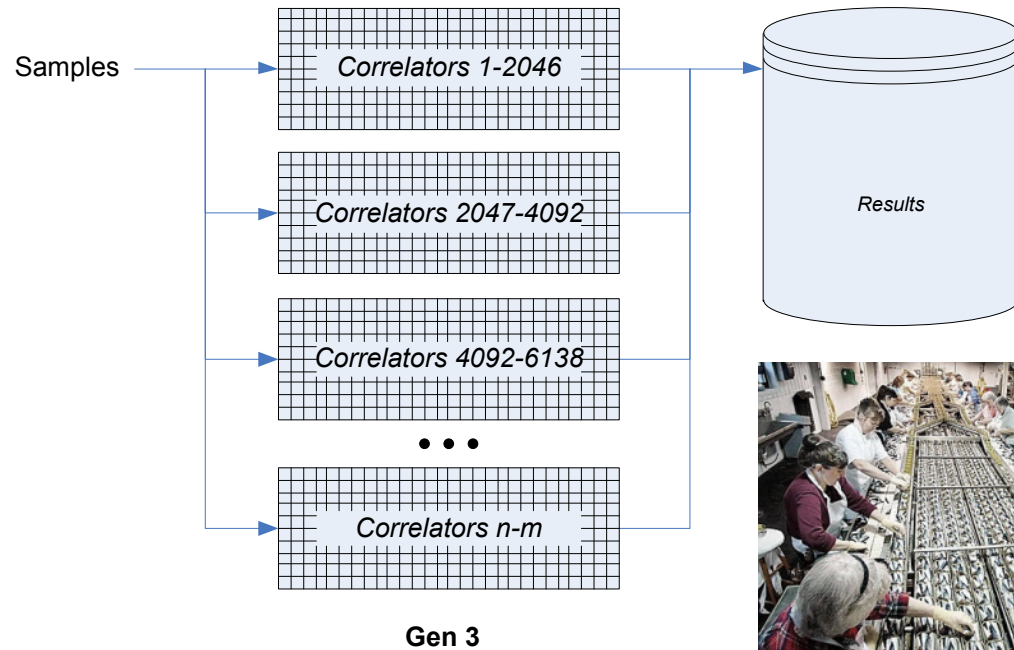 Samples
Correlators 1-2046
Correlators 2047-4092
Correlators 4092-6138
• • •
Correlators n-m
Results
Gen 3